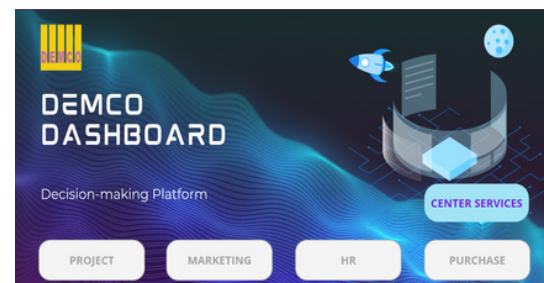 DEMCO
DEMCO
DASHBOARD
Decision-making Platform
CENTER SERVICES
PROJECT
MARKETING
HR
PURCHASE